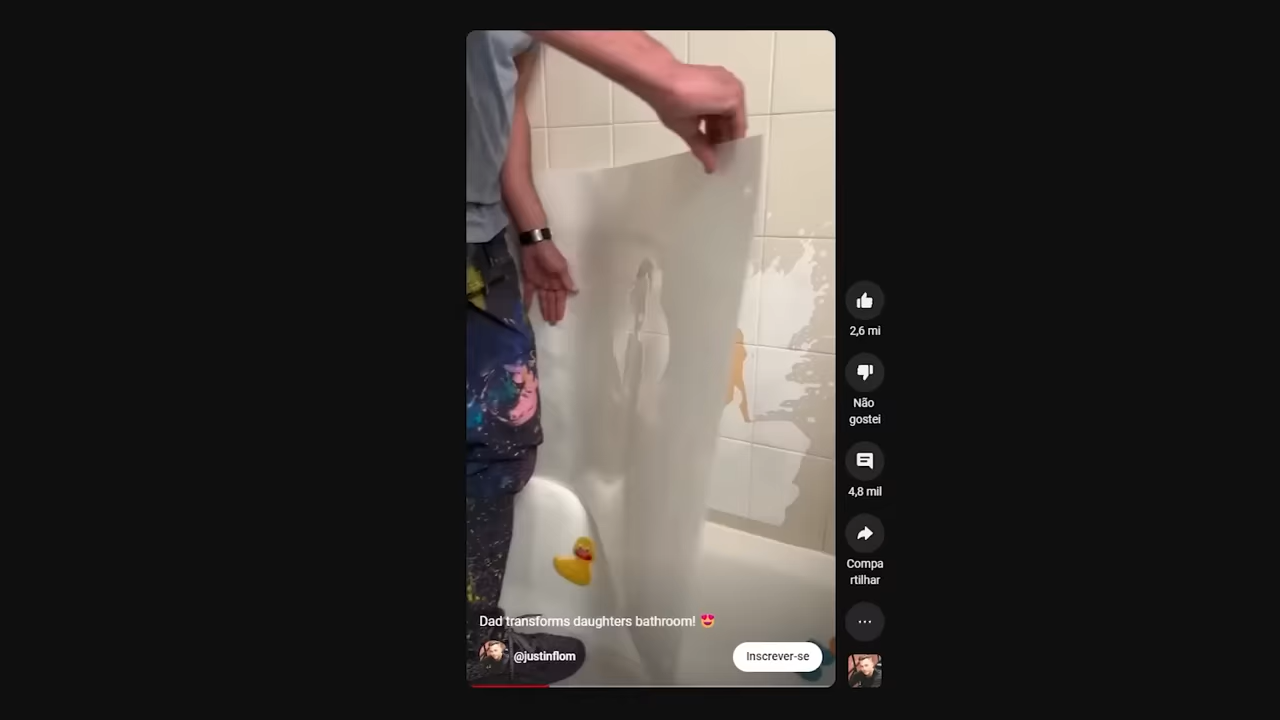 2,6 mi
Não
gostei
4,8 mil
Compa
rtilhar
Dad transforms daughters bathroom! 😍
@justinflom
Inscrever-se